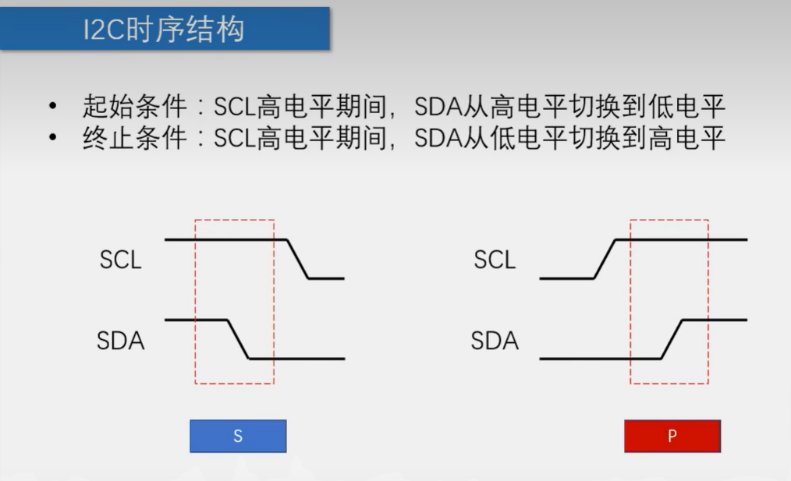 I2C时序结构
• 起始条件：SCL高电平期间，SDA从高电平切换到低电平
• 终止条件：SCL高电平期间，SDA从低电平切换到高电平
SCL
SCL
SDA
SDA
S
P